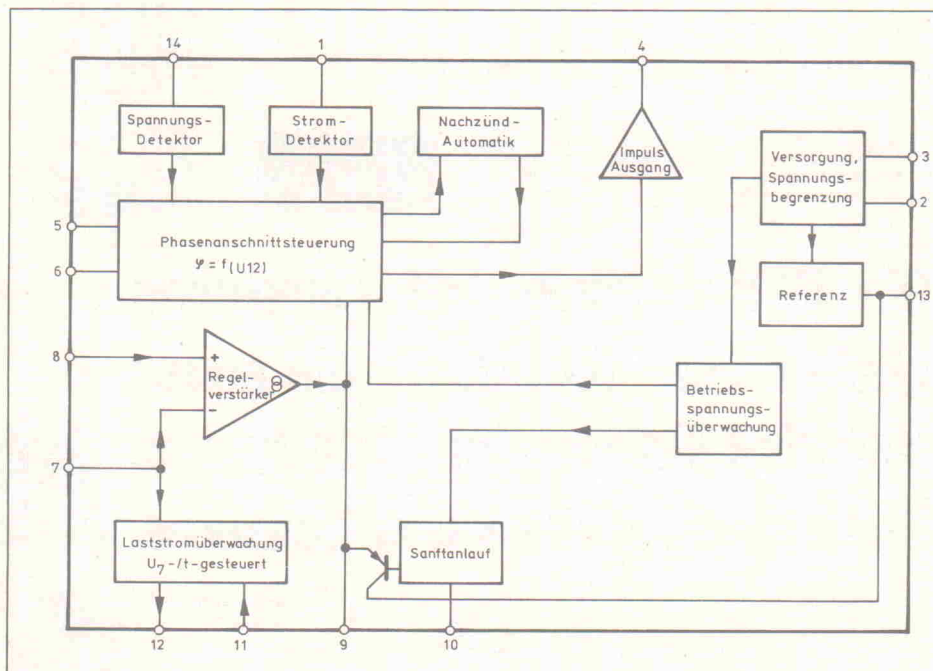 14
1
4
Spannungs-
Detektor
Strom-
Detektor
Nachzünd-
Automatik
Impuls
Ausgang
Versorgung,
Spannungs-
begrenzung
3
2
5
6
Phasenanschnittsteuerung
φ = f(U12)
Referenz
13
8
+
Regel-
verstärker
-
Betriebs-
spannungs-
überwachung
7
Laststromüberwachung
U7-/t-gesteuert
Sanftanlauf
12
11
9
10